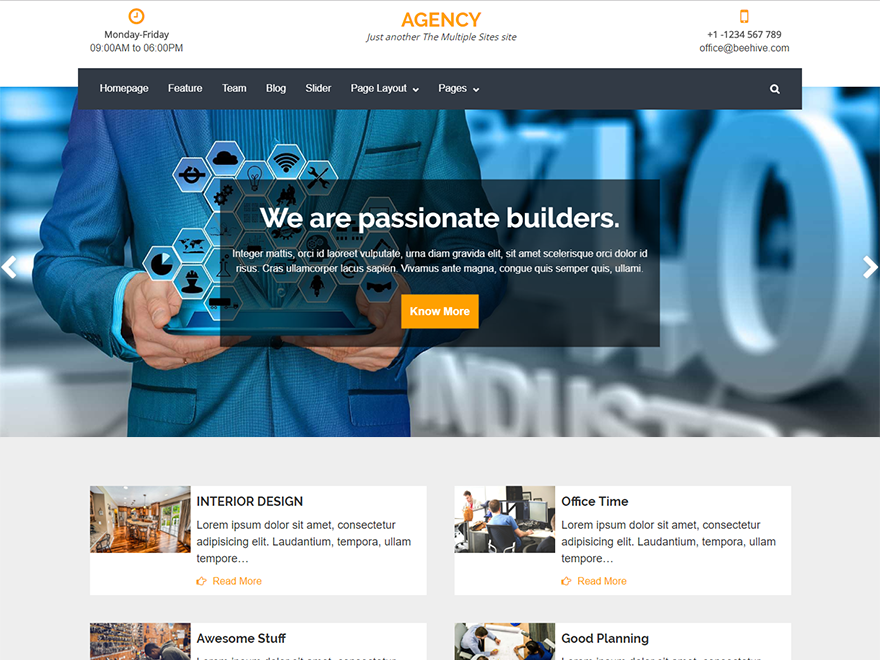 Monday-Friday
09:00AM to 06:00PM
AGENCY
Just another The Multiple Sites site
+1 -1234 567 789
office@beehive.com
Homepage Feature Team Blog Slider Page Layout Pages
We are passionate builders.
Integer mattis, orci id laoreet vulputate, urna diam gravida elit, sit amet scelerisque orci dolor id
risus. Cras ullamcorper lacus sapien. Vivamus ante magna, congue quis semper quis, ullami.
Know More
40
INDUSTR
INTERIOR DESIGN
Lorem ipsum dolor sit amet, consectetur
adipisicing elit. Laudantium, tempora, ullam
tempore…
Read More
Office Time
Lorem ipsum dolor sit amet, consectetur
adipisicing elit. Laudantium, tempora, ullam
tempore…
Read More
Awesome Stuff
Good Planning